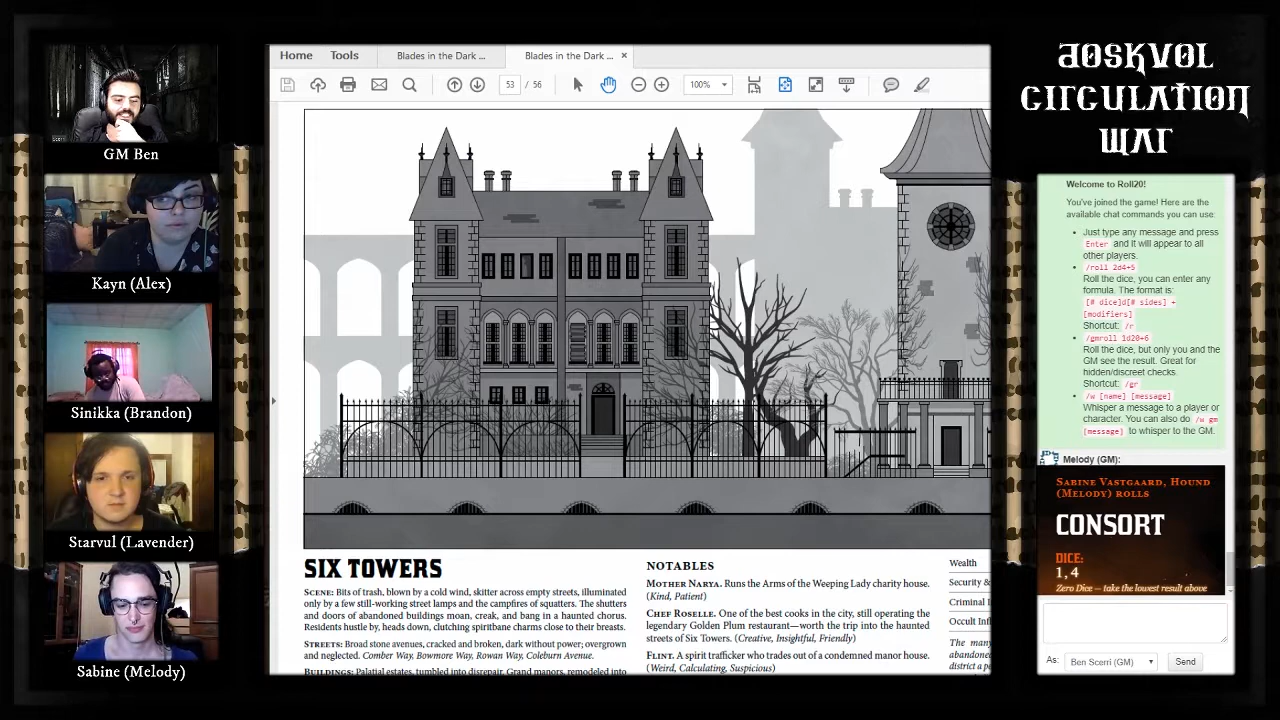 GM Ben
Kayn (Alex)
Sinikka (Brandon)
Starvul (Lavender)
Sabine (Melody)
Home Tools Blades in the Dark ... Blades in the Dark ... ×
53 / 56 100%
SIX TOWERS
SCENE: Bits of trash, blown by a cold wind, skitter across empty streets, illuminated
only by a few still-working street lamps and the campfires of squatters. The shutters
and doors of abandoned buildings moan, creak, and bang in a haunted chorus.
Residents hustle by, heads down, clutching spiritbane charms close to their breasts.
STREETS: Broad stone avenues, cracked and broken, dark without power; overgrown
and neglected. Comber Way, Bowmore Way, Rowan Way, Coleburn Avenue.
BUILDINGS: Palatial estates, tumbled into disrepair. Grand manors, remodeled into
NOTABLES
MOTHER NARYA. Runs the Arms of the Weeping Lady charity house.
(Kind, Patient)
CHEF ROSELLE. One of the best cooks in the city, still operating the
legendary Golden Plum restaurant—worth the trip into the haunted
streets of Six Towers. (Creative, Insightful, Friendly)
FLINT. A spirit trafficker who trades out of a condemned manor house.
(Weird, Calculating, Suspicious)
Wealth
Security &
Criminal I
Occult Inf
The many
abandone
district a pe
DOSKVOL
CIRCULATION
WAR
Welcome to Roll20!
You've joined the game! Here are the
available chat commands you can use:
• Just type any message and press
Enter and it will appear to all
other players.
• /roll 2d4+5
Roll the dice, you can enter any
formula. The format is:
[# dice]d[# sides] +
[modifiers]
Shortcut: /r
• /gmroll 1d20+6
Roll the dice, but only you and the
GM see the result. Great for
hidden/discreet checks.
Shortcut: /gr
• /w [name] [message]
Whisper a message to a player or
character. You can also do /w gm
[message] to whisper to the GM.
Melody (GM):
SABINE VASTGAARD, HOUND
(MELODY) ROLLS
CONSORT
DICE:
1, 4
Zero Dice – take the lowest result above
As: Ben Scerri (GM) Send